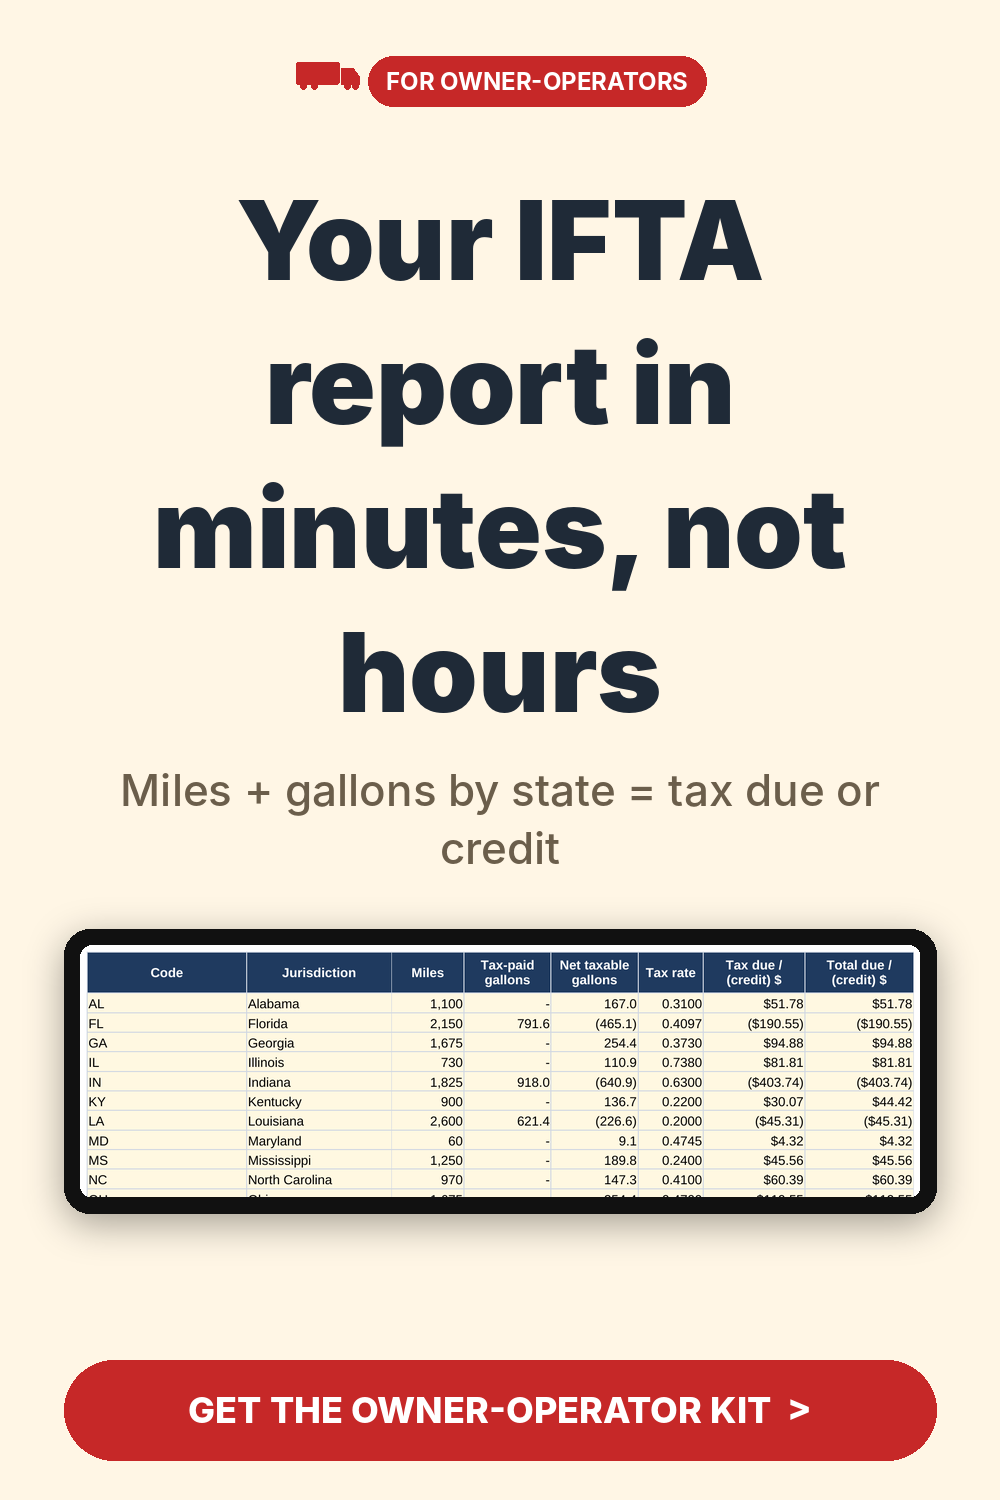 FOR OWNER-OPERATORS
Your IFTA
report in
minutes, not
hours
Miles + gallons by state = tax due or
credit
Code Jurisdiction Miles Tax-paid gallons Net taxable gallons Tax rate Tax due / (credit) $ Total due / (credit) $
AL Alabama 1,100 - 167.0 0.3100 $51.78 $51.78
FL Florida 2,150 791.6 (465.1) 0.4097 ($190.55) ($190.55)
GA Georgia 1,675 - 254.4 0.3730 $94.88 $94.88
IL Illinois 730 - 110.9 0.7380 $81.81 $81.81
IN Indiana 1,825 918.0 (640.9) 0.6300 ($403.74) ($403.74)
KY Kentucky 900 - 136.7 0.2200 $30.07 $44.42
LA Louisiana 2,600 621.4 (226.6) 0.2000 ($45.31) ($45.31)
MD Maryland 60 - 9.1 0.4745 $4.32 $4.32
MS Mississippi 1,250 - 189.8 0.2400 $45.56 $45.56
NC North Carolina 970 - 147.3 0.4100 $60.39 $60.39
GET THE OWNER-OPERATOR KIT >